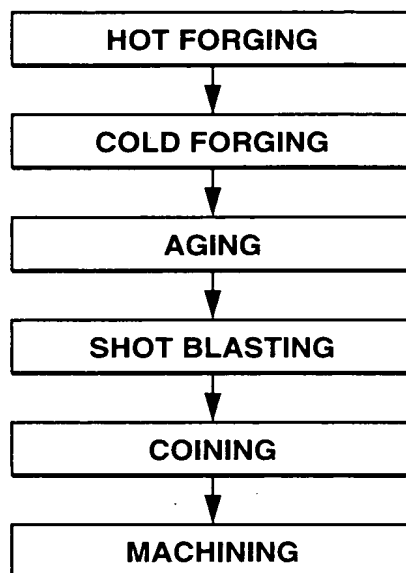 HOT FORGING
COLD FORGING
AGING
SHOT BLASTING
COINING
MACHINING